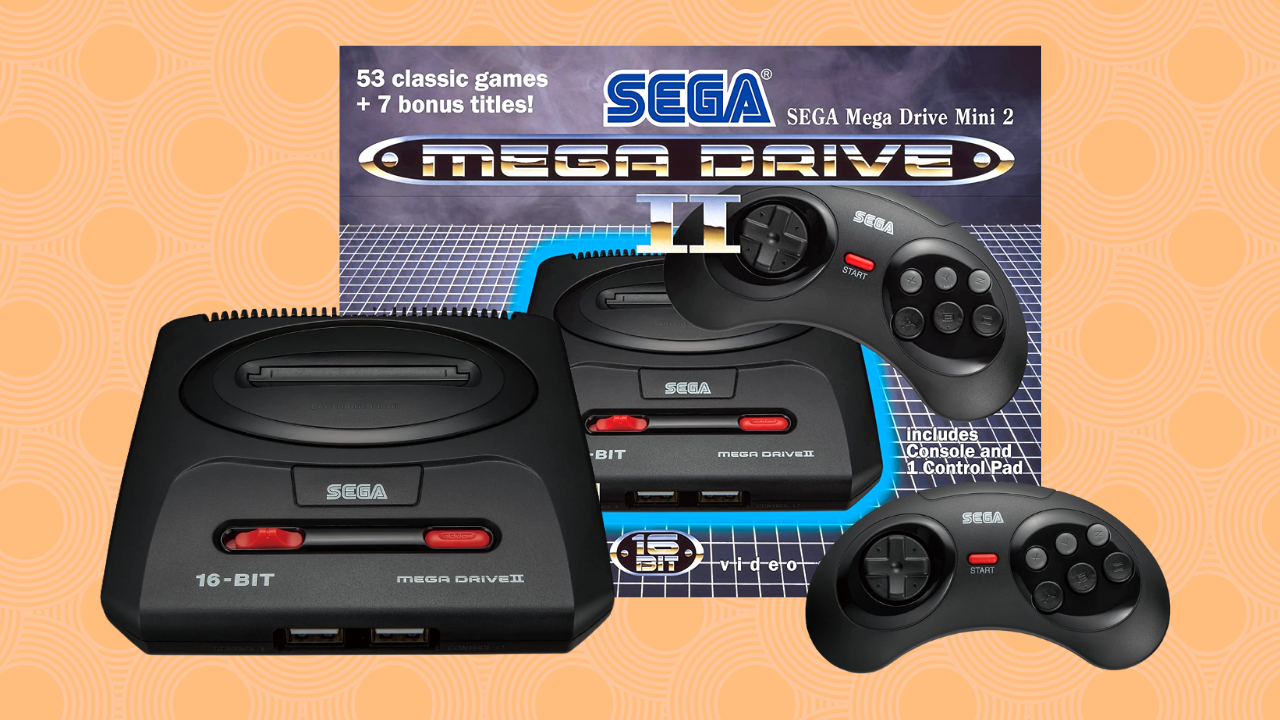 53 classic games
+ 7 bonus titles!
SEGA®
SEGA Mega Drive Mini 2
MEGA DRIVE
II
SEGA
START
SEGA
-BIT
MEGA DRIVE II
includes
Console and
1 Control Pad
16
BIT
video
SEGA
16-BIT
MEGA DRIVE II
SEGA
START